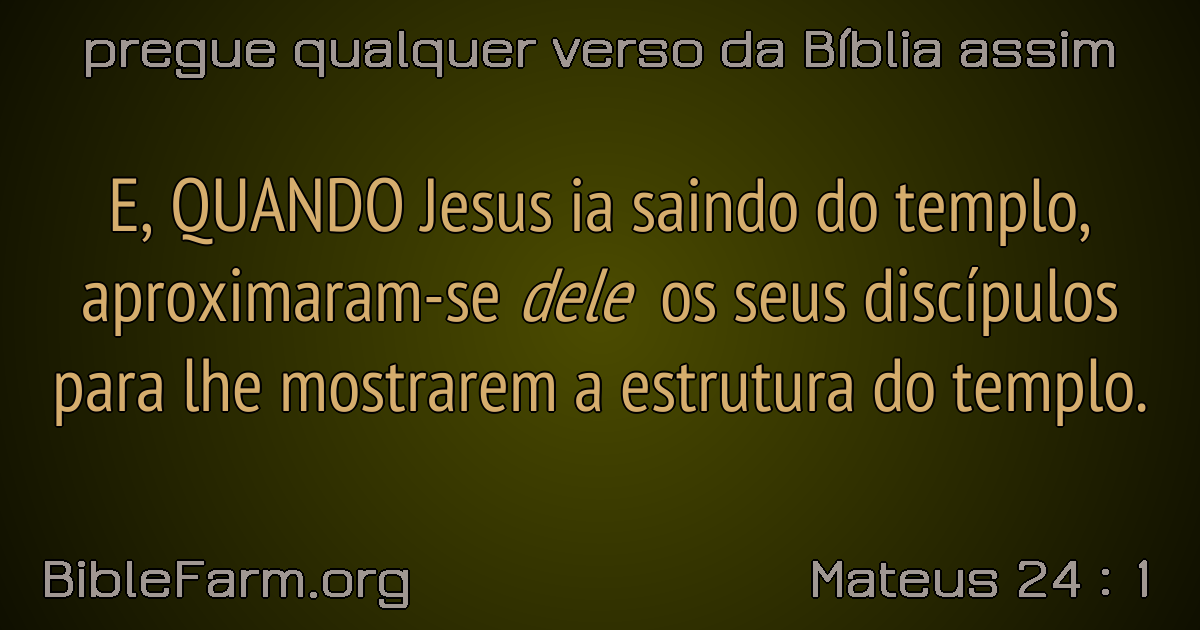 pregue qualquer verso da Bíblia assim
E, QUANDO Jesus ia saindo do templo,
aproximaram-se dele os seus discípulos
para lhe mostrarem a estrutura do templo.
BibleFarm.org
Mateus 24 : 1